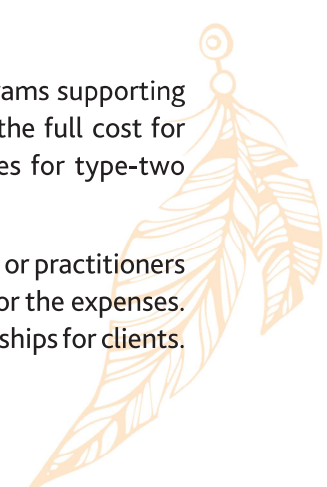 ams supporting
the full cost for
es for type-two
or practitioners
or the expenses.
ships for clients.